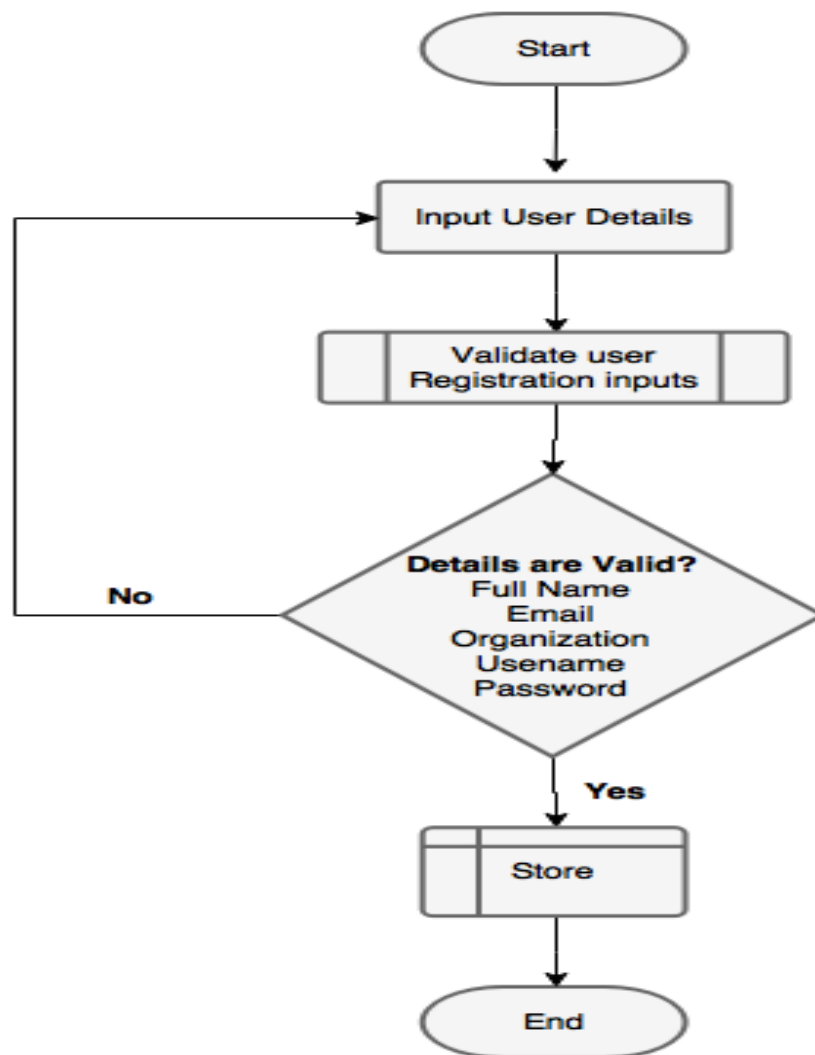 Start
Input User Details
Validate user
Registration inputs
Details are Valid?
Full Name
Email
Organization
Usename
Password
No
Yes
Store
End